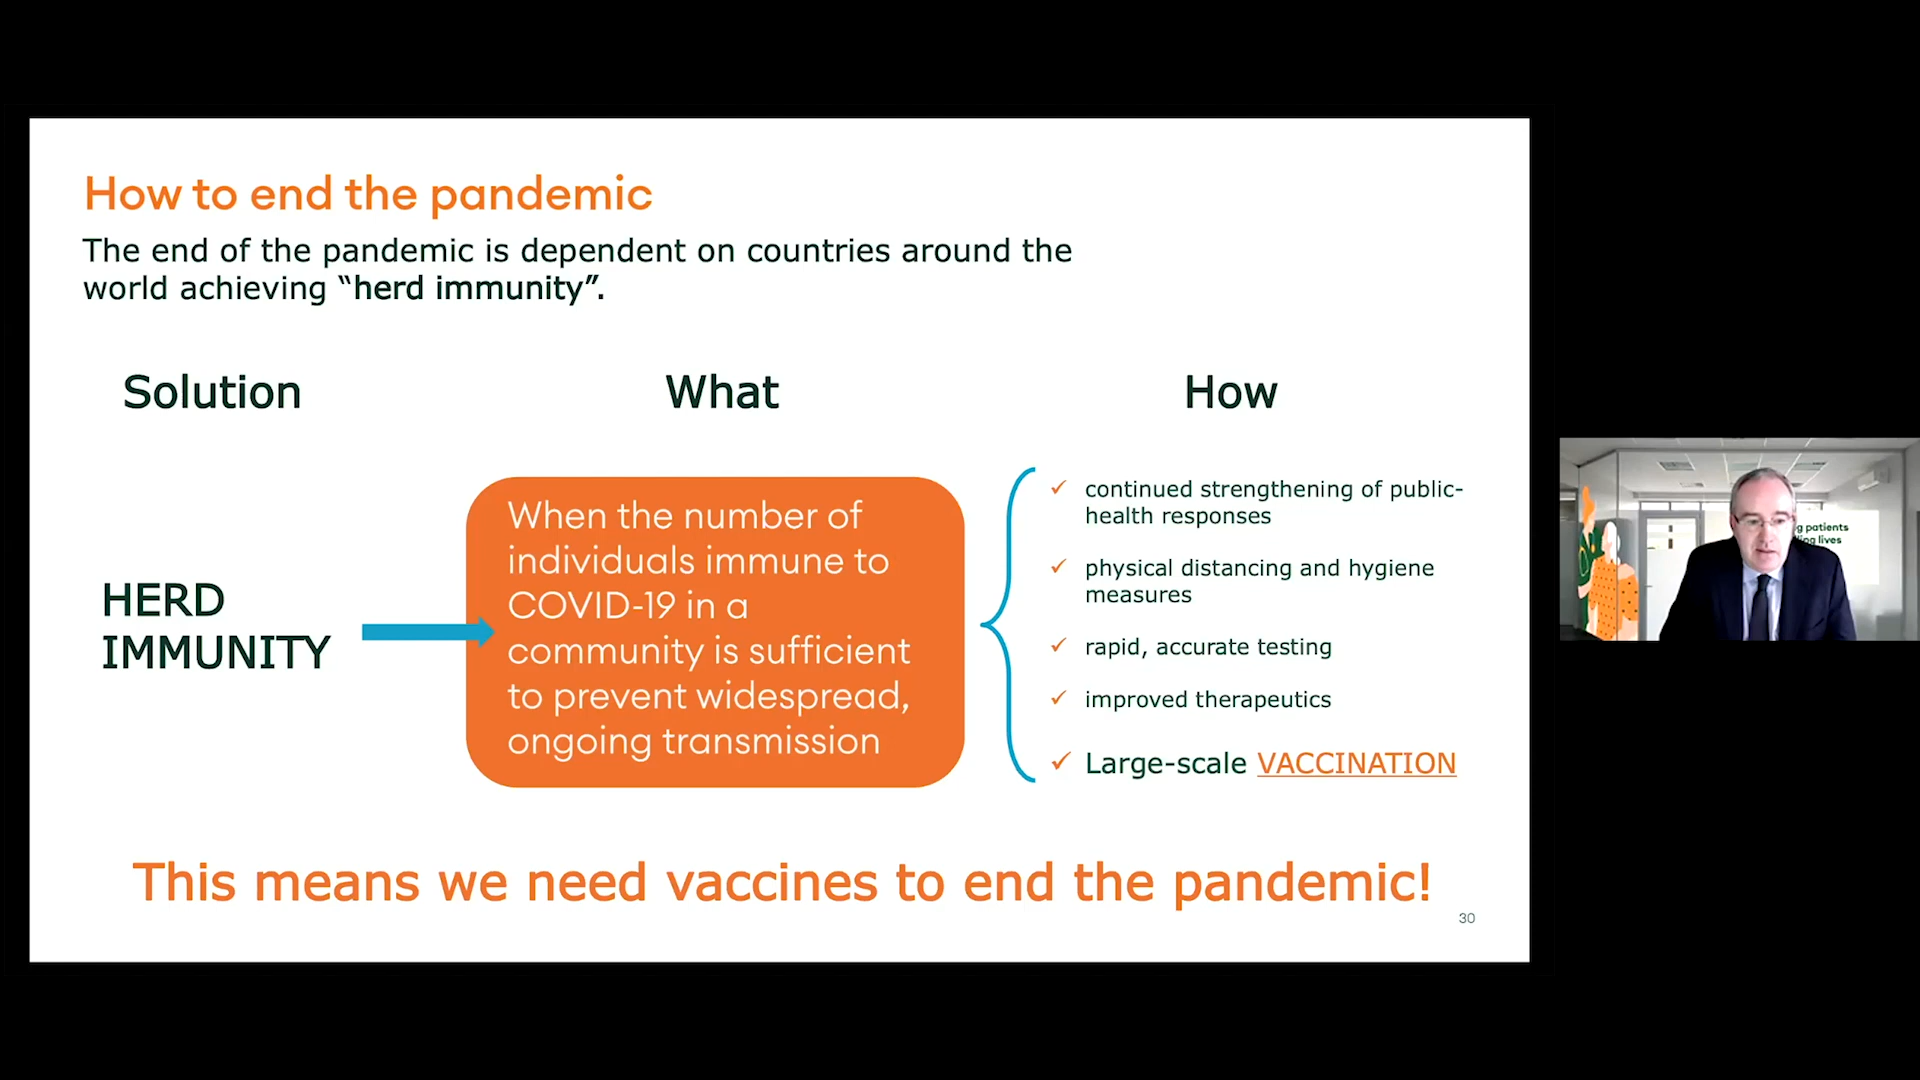 How to end the pandemic
The end of the pandemic is dependent on countries around the
world achieving “herd immunity”.
Solution
What
How
HERD
IMMUNITY
When the number of
individuals immune to
COVID-19 in a
community is sufficient
to prevent widespread,
ongoing transmission
✓ continued strengthening of public-
health responses
✓ physical distancing and hygiene
measures
✓ rapid, accurate testing
✓ improved therapeutics
✓ Large-scale VACCINATION
This means we need vaccines to end the pandemic!
30
patients
lives